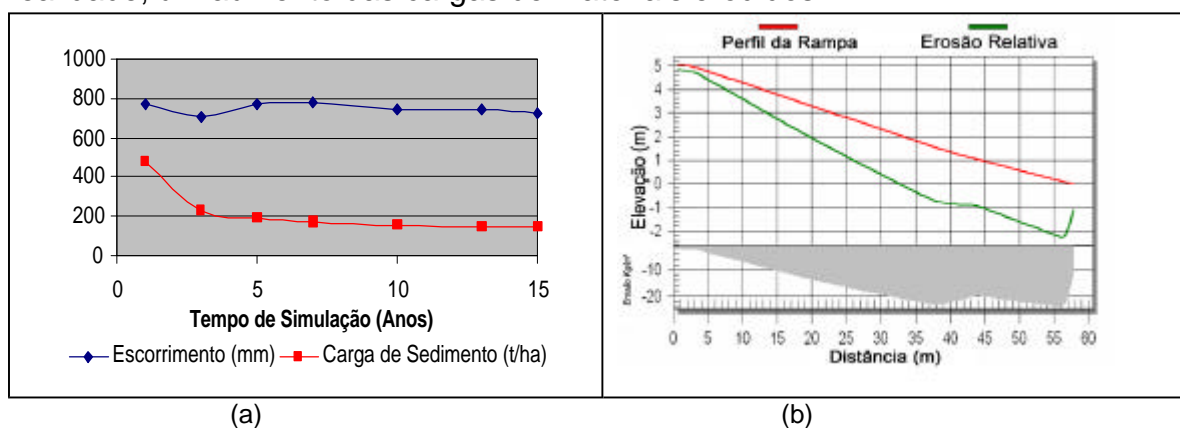 1000
800
600
400
200
0
0 5 10 15
Tempo de Simulação (Anos)
Escorrimento (mm) Carga de Sedimento (t/ha)
(a)
Perfil da Rampa Erosão Relativa
Elevação (m)
5
4
3
2
1
0
-1
-2
-10
-20
0 5 10 15 20 25 30 35 40 45 50 55 60
Distância (m)
(b)